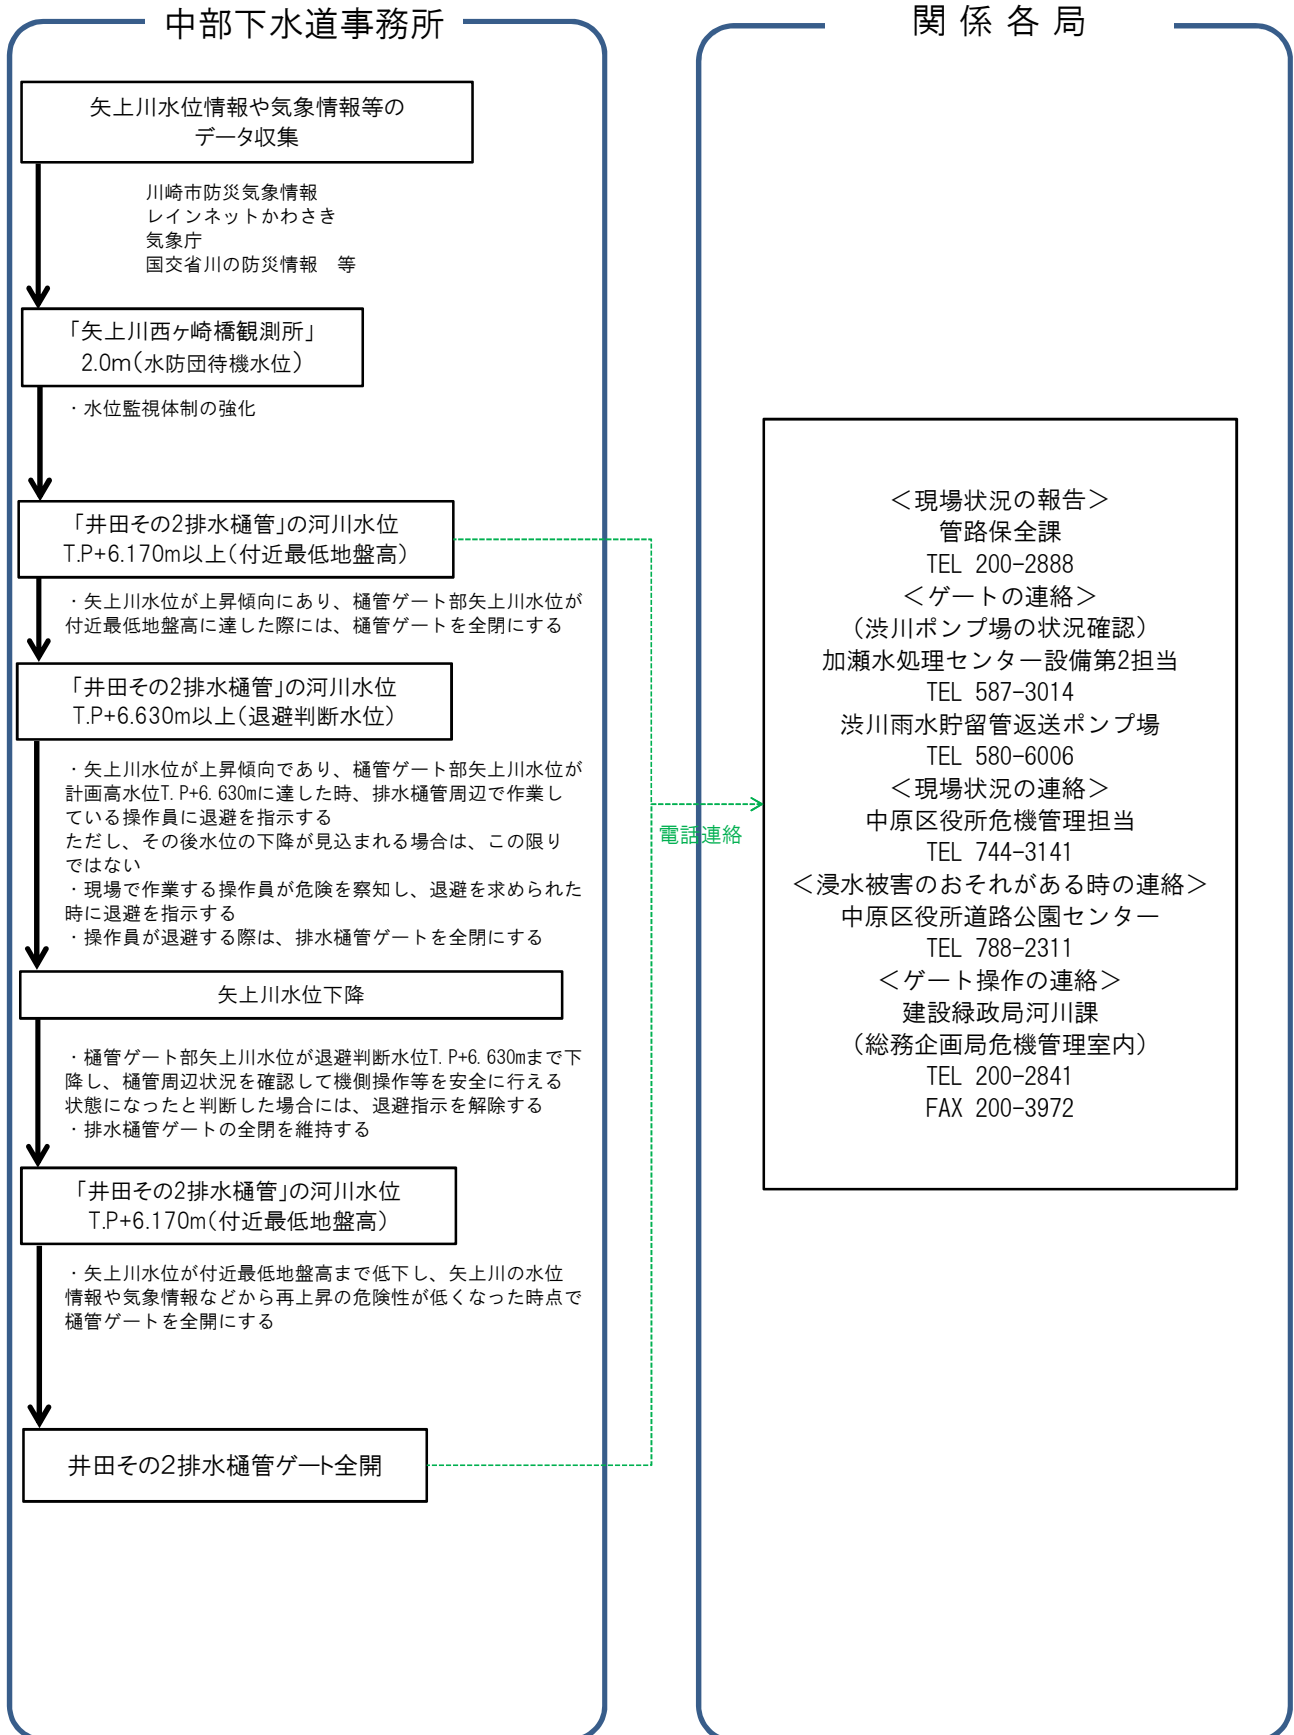 中部下水道事務所
矢上川水位情報や気象情報等の
データ収集
川崎市防災気象情報
レインネットかわさき
気象庁
国交省川の防災情報　等
「矢上川西ヶ崎橋観測所」
2.0m(水防団待機水位)
・水位監視体制の強化
「井田その2排水樋管」の河川水位
T.P+6.170m以上(付近最低地盤高)
・矢上川水位が上昇傾向にあり、樋管ゲート部矢上川水位が
付近最低地盤高に達した際には、樋管ゲートを全閉にする
「井田その2排水樋管」の河川水位
T.P+6.630m以上(退避判断水位)
・矢上川水位が上昇傾向であり、樋管ゲート部矢上川水位が
計画高水位T.P+6.630mに達した時、排水樋管周辺で作業し
ている操作員に退避を指示する
ただし、その後水位の下降が見込まれる場合は、この限り
ではない
・現場で作業する操作員が危険を察知し、退避を求められた
時に退避を指示する
・操作員が退避する際は、排水樋管ゲートを全閉にする
矢上川水位下降
・樋管ゲート部矢上川水位が退避判断水位T.P+6.630mまで下
降し、樋管周辺状況を確認して機側操作等を安全に行える
状態になったと判断した場合には、退避指示を解除する
・排水樋管ゲートの全閉を維持する
「井田その2排水樋管」の河川水位
T.P+6.170m(付近最低地盤高)
・矢上川水位が付近最低地盤高まで低下し、矢上川の水位
情報や気象情報などから再上昇の危険性が低くなった時点で
樋管ゲートを全開にする
井田その2排水樋管ゲート全開
電話連絡
関係各局
＜現場状況の報告＞
管路保全課
TEL 200-2888
＜ゲートの連絡＞
(渋川ポンプ場の状況確認)
加瀬水処理センター設備第2担当
TEL 587-3014
渋川雨水貯留管返送ポンプ場
TEL 580-6006
＜現場状況の連絡＞
中原区役所危機管理担当
TEL 744-3141
＜浸水被害のおそれがある時の連絡＞
中原区役所道路公園センター
TEL 788-2311
＜ゲート操作の連絡＞
建設緑政局河川課
(総務企画局危機管理室内)
TEL 200-2841
FAX 200-3972